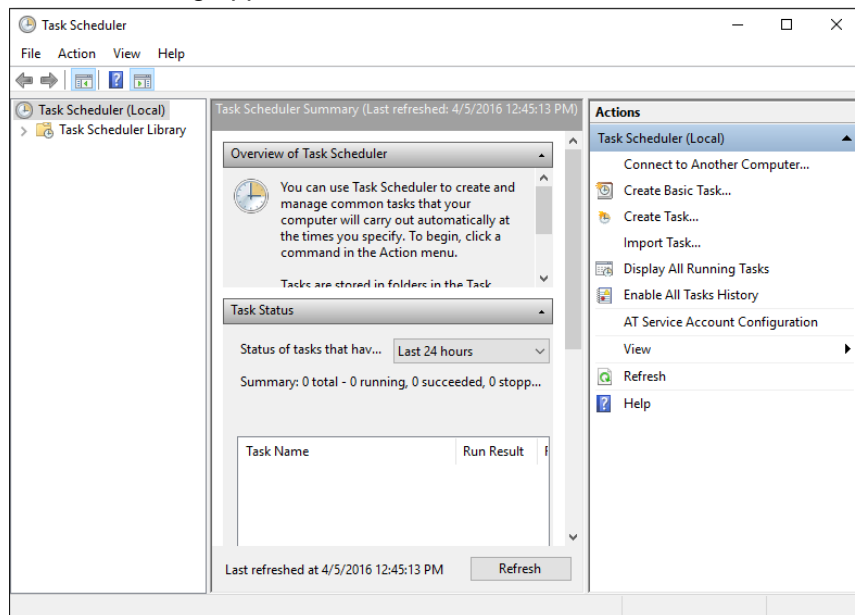 Task Scheduler
File Action View Help
Task Scheduler (Local)
Task Scheduler Library
Task Scheduler Summary (Last refreshed: 4/5/2016 12:45:13 PM)
Overview of Task Scheduler
You can use Task Scheduler to create and
manage common tasks that your
computer will carry out automatically at
the times you specify. To begin, click a
command in the Action menu.
Tasks are stored in folders in the Task
Task Status
Status of tasks that hav... Last 24 hours
Summary: 0 total - 0 running, 0 succeeded, 0 stopp...
Task Name Run Result
Last refreshed at 4/5/2016 12:45:13 PM Refresh
Actions
Task Scheduler (Local)
Connect to Another Computer...
Create Basic Task...
Create Task...
Import Task...
Display All Running Tasks
Enable All Tasks History
AT Service Account Configuration
View
Refresh
Help